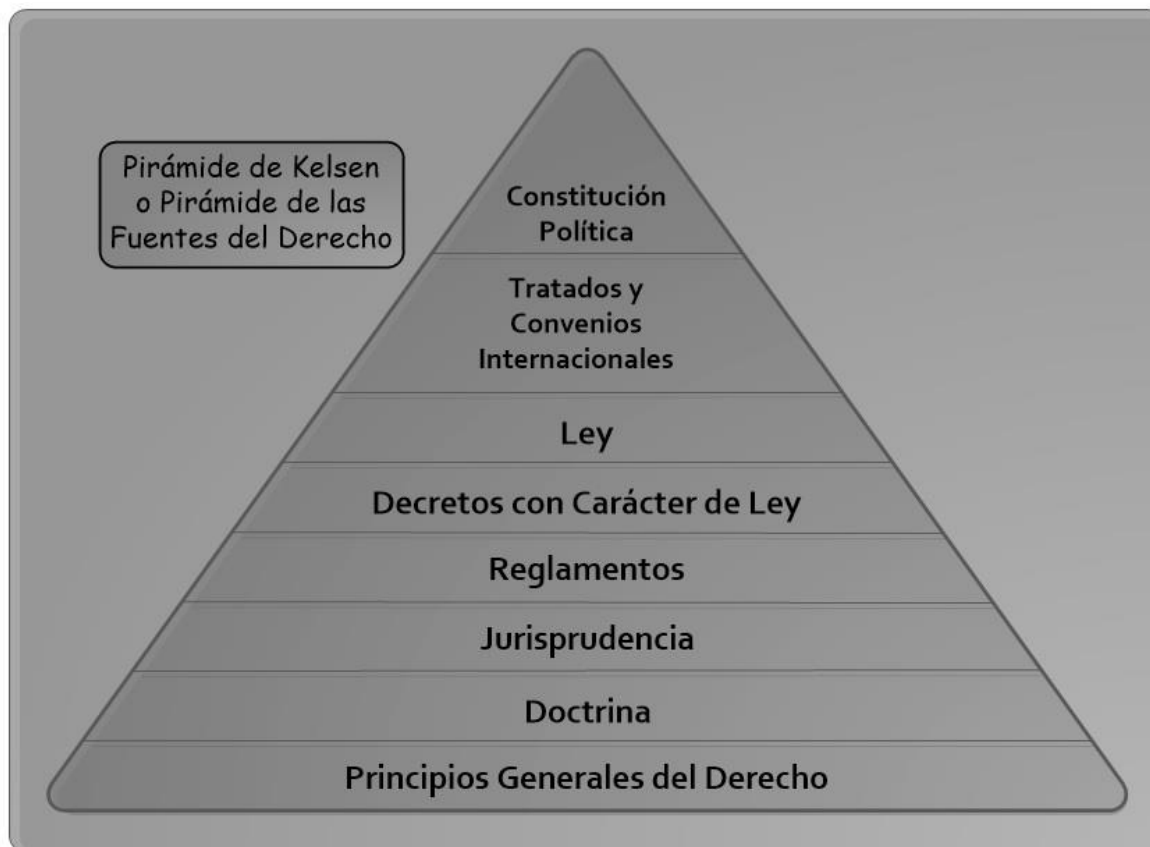 Pirámide de Kelsen
o Pirámide de las
Fuentes del Derecho
Constitución
Política
Tratados y
Convenios
Internacionales
Ley
Decretos con Carácter de Ley
Reglamentos
Jurisprudencia
Doctrina
Principios Generales del Derecho